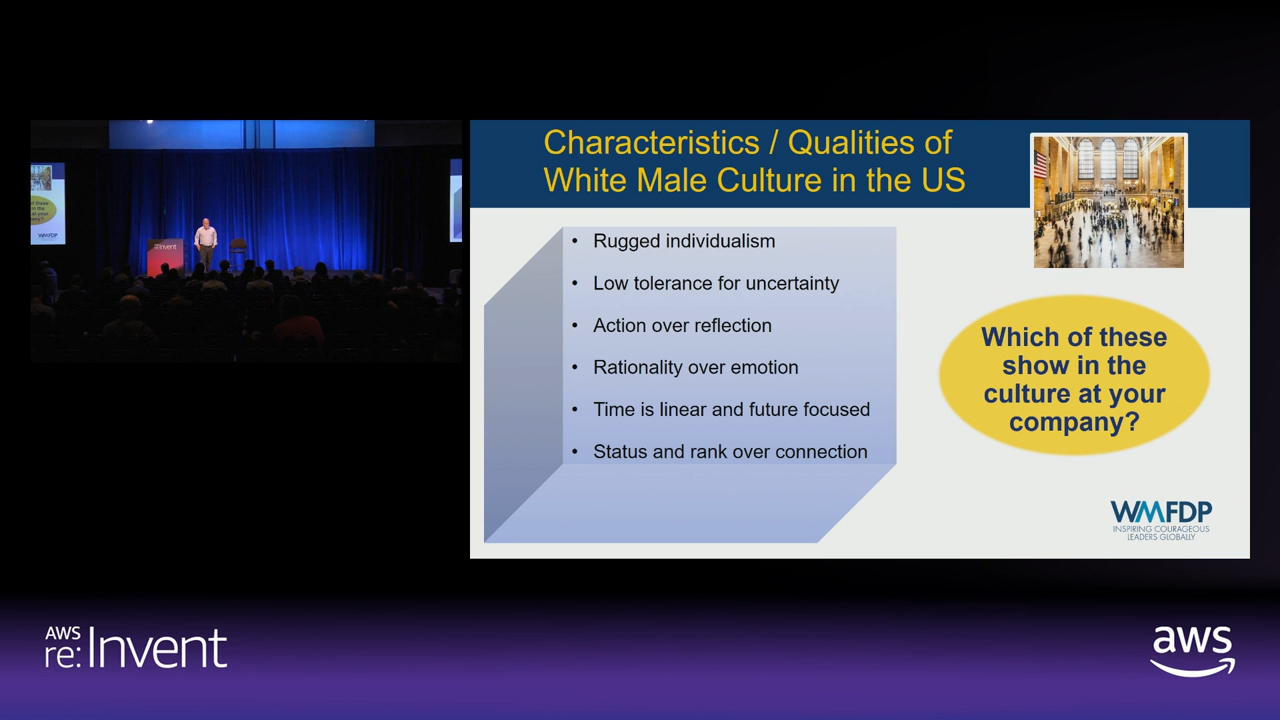 Characteristics / Qualities of
White Male Culture in the US
• Rugged individualism
• Low tolerance for uncertainty
• Action over reflection
• Rationality over emotion
• Time is linear and future focused
• Status and rank over connection
Which of these
show in the
culture at your
company?
WMFDP
INSPIRING COURAGEOUS
LEADERS GLOBALLY
re:Invent
AWS
re:Invent
aws